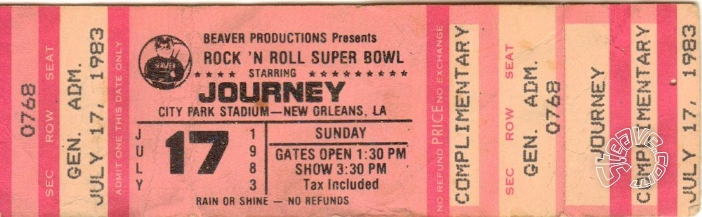 0768
SEC ROW SEAT
GEN. ADM.
JULY 17, 1983
ADMIT ONE THIS DATE ONLY
BEAVER PRODUCTIONS Presents
ROCK 'N ROLL SUPER BOWL
STARRING
JOURNEY
CITY PARK STADIUM—NEW ORLEANS, LA
JULY 17 1983
SUNDAY
GATES OPEN 1:30 PM
SHOW 3:30 PM
Tax Included
RAIN OR SHINE – NO REFUNDS
NO REFUND PRICE NO EXCHANGE
COMPLIMENTARY
SEC ROW SEAT
GEN. ADM.
0768
JOURNEY
COMPLIMENTARY
JULY 17, 1983
Steave.com